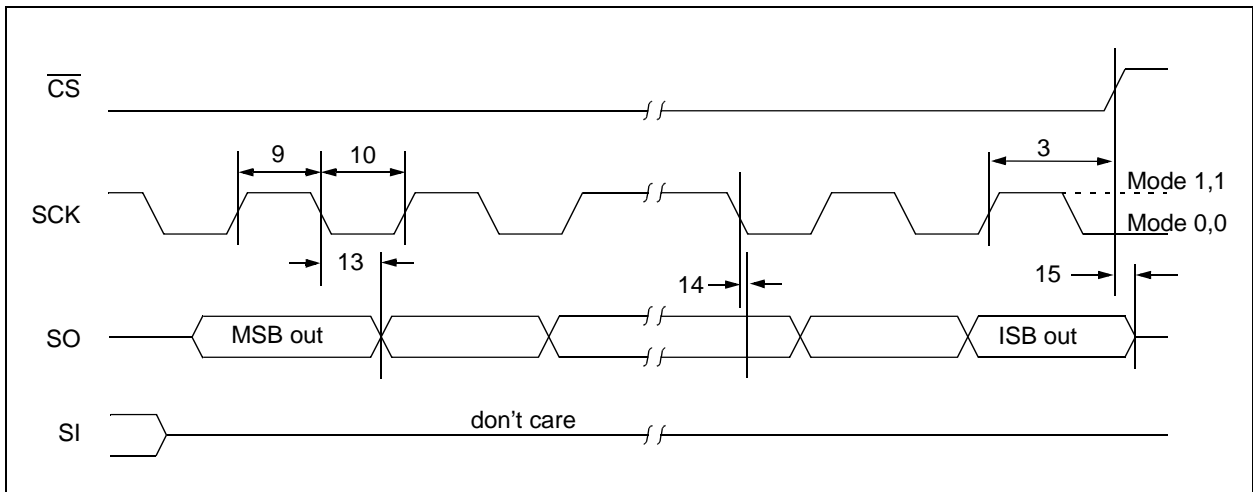 CS
9
10
3
SCK
Mode 1,1
Mode 0,0
13
14
15
SO
MSB out
ISB out
SI
don't care